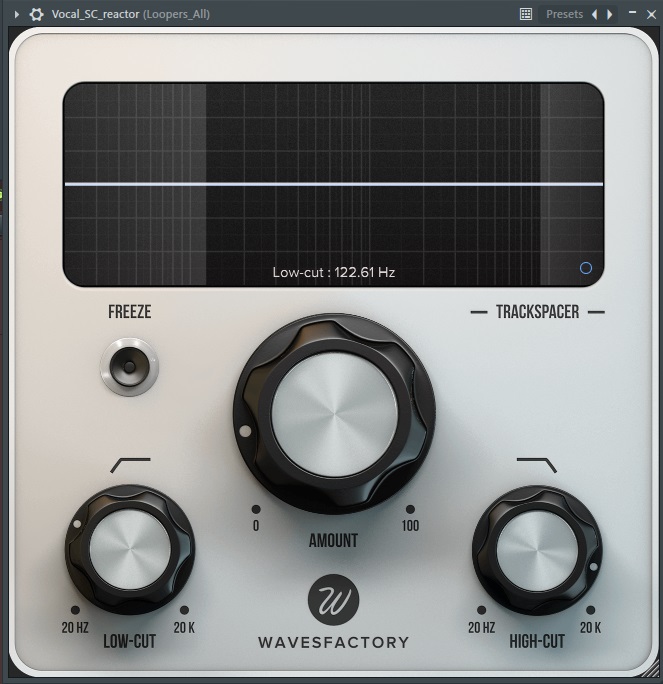 Vocal_SC_reactor (Loopers_All)
Presets
Low-cut : 122.61 Hz
FREEZE
TRACKSPACER
0
100
AMOUNT
20 HZ
20 K
LOW-CUT
W
WAVESFACTORY
20 HZ
20 K
HIGH-CUT